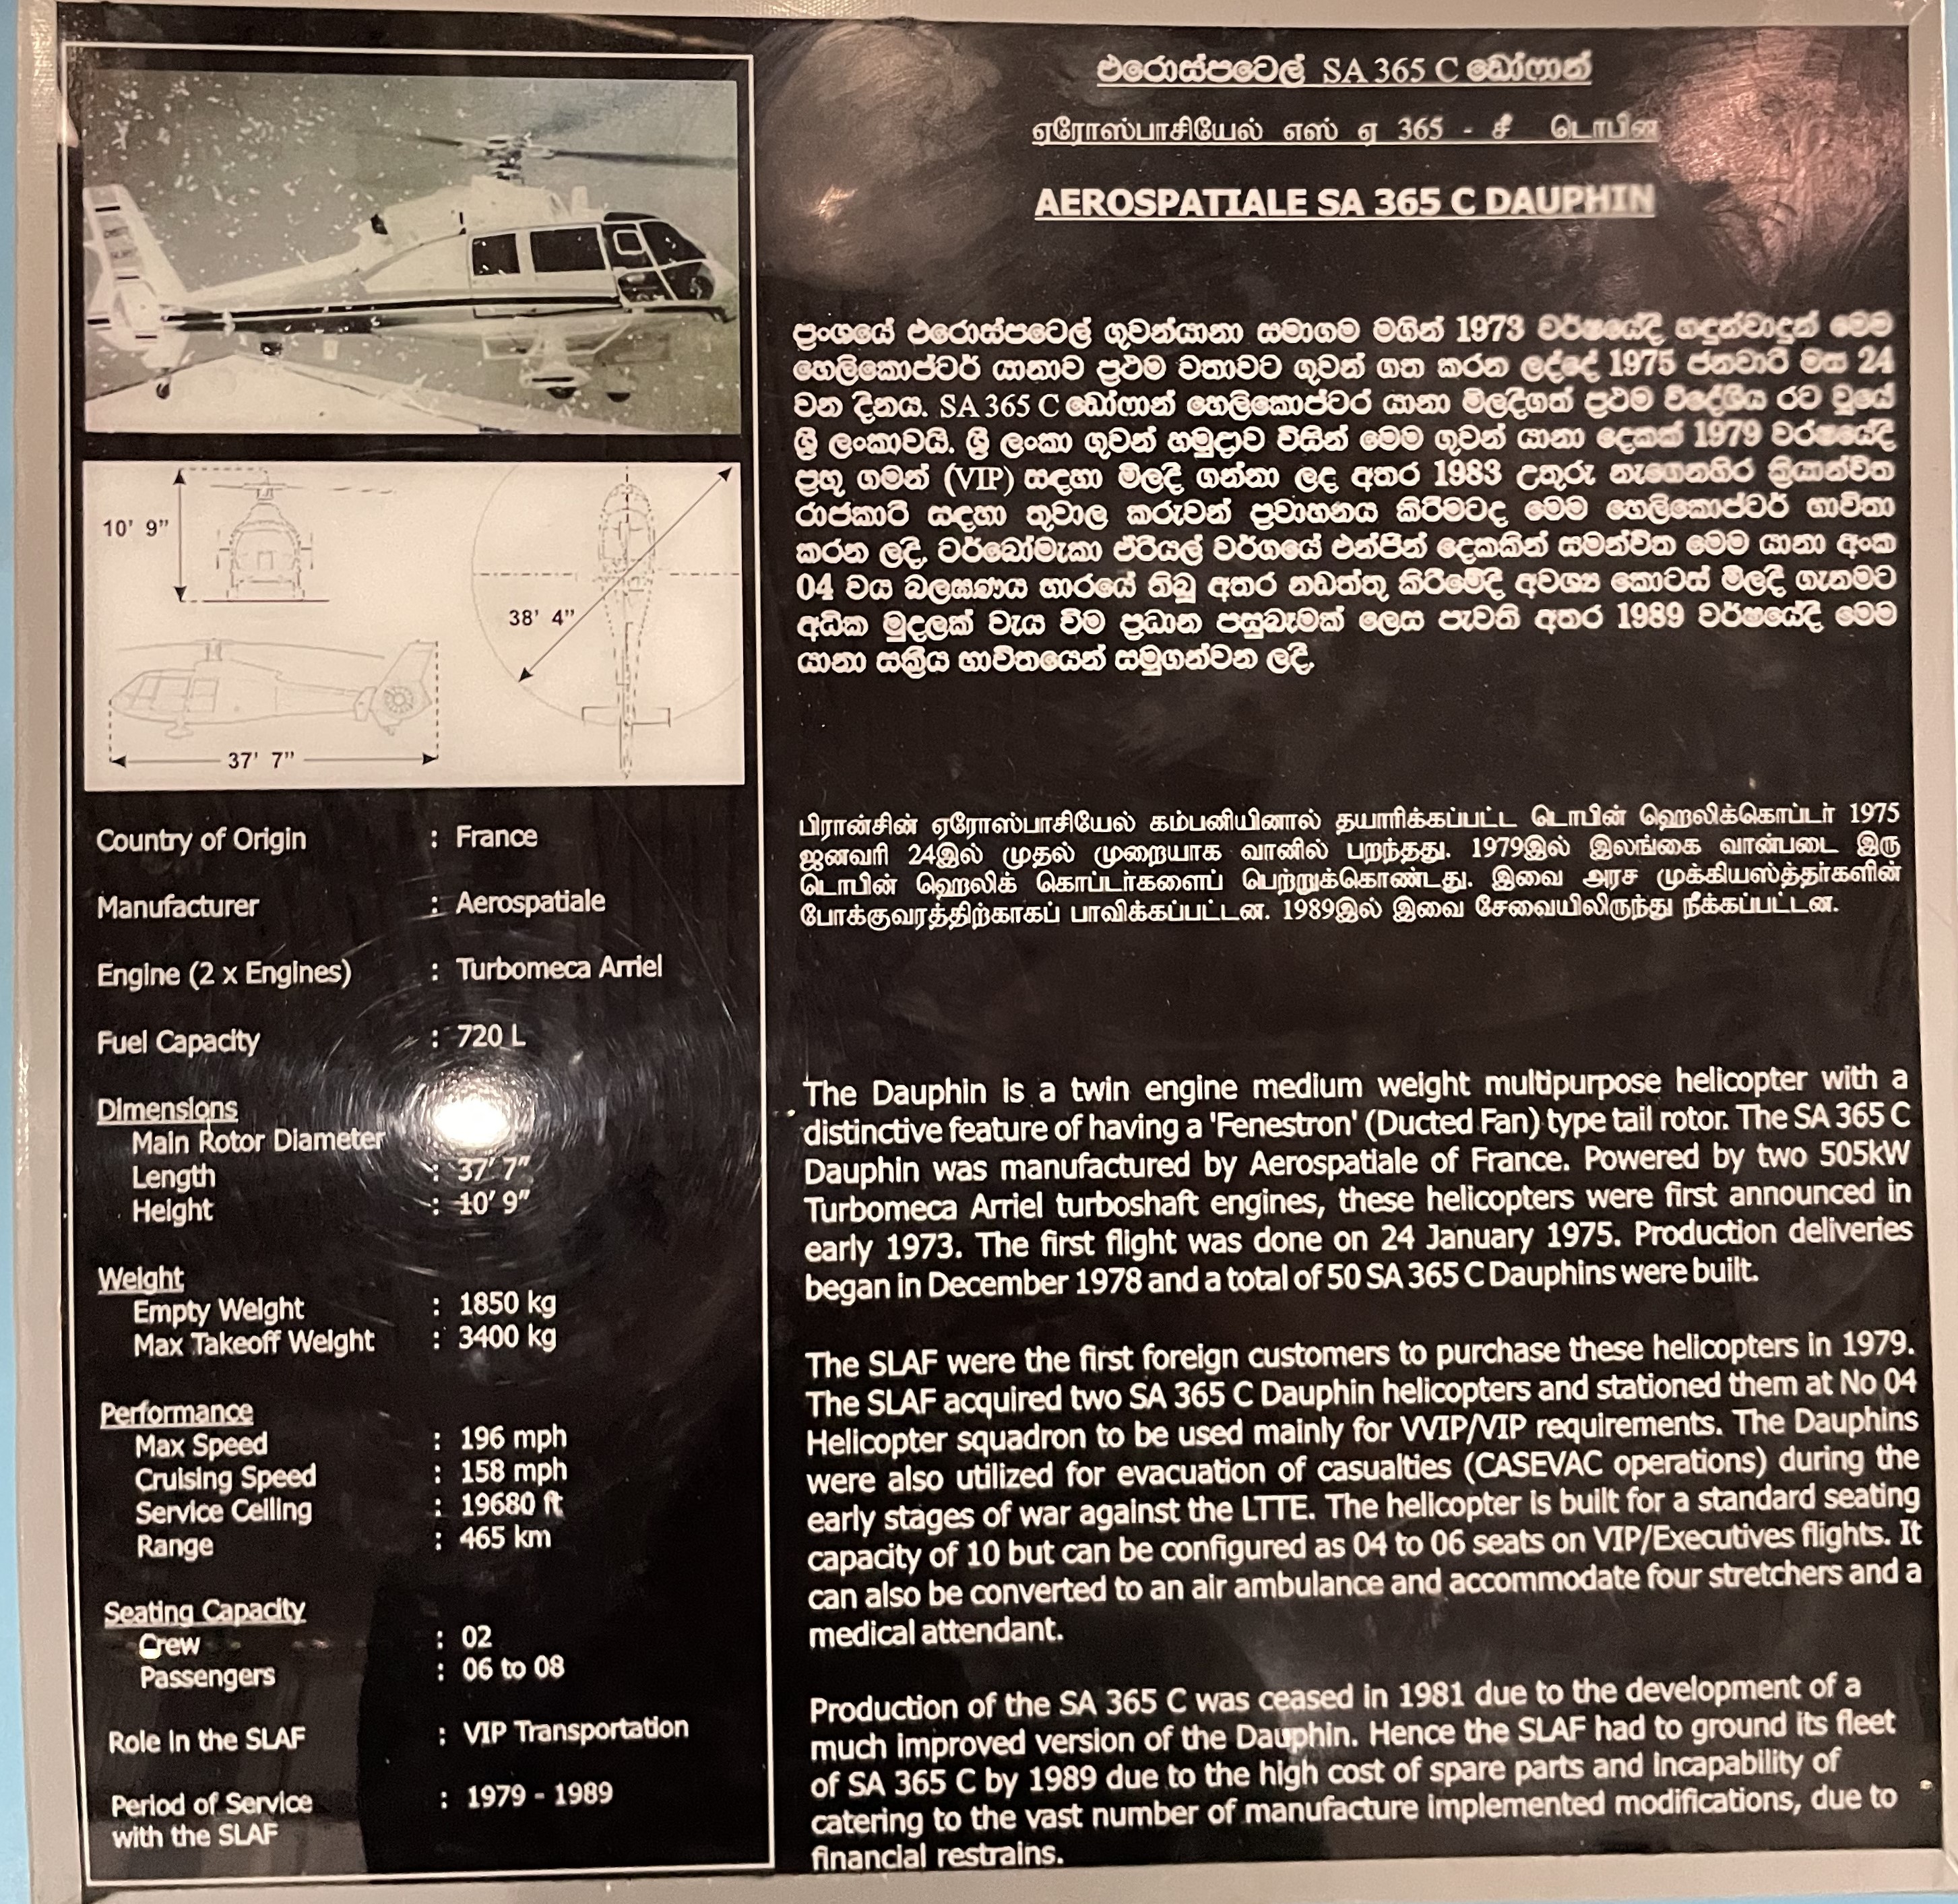 එරොස්පටෙල් SA 365 C ඩෝෆාන්
ஏரோஸ்பாசியேல் எஸ் ஏ 365 - சீ டொபின்
AEROSPATIALE SA 365 C DAUPHIN
10' 9"
38' 4"
37' 7"
Country of Origin : France
Manufacturer : Aerospatiale
Engine (2 x Engines) : Turbomeca Arriel
Fuel Capacity : 720 L
Dimensions
Main Rotor Diameter
Length : 37' 7"
Height : 10' 9"
Weight
Empty Weight : 1850 kg
Max Takeoff Weight : 3400 kg
Performance
Max Speed : 196 mph
Cruising Speed : 158 mph
Service Ceiling : 19680 ft
Range : 465 km
Seating Capacity
Crew : 02
Passengers : 06 to 08
Role in the SLAF : VIP Transportation
Period of Service : 1979 - 1989
with the SLAF
ප්‍රංශයේ එරොස්පටෙල් ගුවන්යානා සමාගම මගින් 1973 වර්ෂයේදී හඳුන්වාදුන් මෙම
හෙලිකොප්ටර් යානාව ප්‍රථම වතාවට ගුවන් ගත කරන ලද්දේ 1975 ජනවාරි මස 24
වන දිනය. SA 365 C ඩෝෆාන් හෙලිකොප්ටර් යානා මිලදීගත් ප්‍රථම විදේශීය රට වූයේ
ශ්‍රී ලංකාවයි. ශ්‍රී ලංකා ගුවන් හමුදාව විසින් මෙම ගුවන් යානා දෙකක් 1979 වර්ෂයේදී
ප්‍රභූ ගමන් (VIP) සඳහා මිලදී ගන්නා ලද අතර 1983 උතුරු නැගෙනහිර ක්‍රියාන්විත
රාජකාරි සඳහා තුවාල කරුවන් ප්‍රවාහනය කිරීමටද මෙම හෙලිකොප්ටර් භාවිතා
කරන ලදී. ටර්බෝමැකා ඒරියල් වර්ගයේ එන්ජින් දෙකකින් සමන්විත මෙම යානා අංක
04 වය බලඝණය භාරයේ තිබූ අතර නඩත්තු කිරීමේදී අවශ්‍ය කොටස් මිලදී ගැනමට
අධික මුදලක් වැය වීම ප්‍රධාන පසුබෑමක් ලෙස පැවති අතර 1989 වර්ෂයේදී මෙම
යානා සක්‍රීය භාවිතයෙන් සමුගන්වන ලදී.
பிரான்சின் ஏரோஸ்பாசியேல் கம்பனியினால் தயாரிக்கப்பட்ட டொபின் ஹெலிக்கொப்டர் 1975
ஜனவரி 24இல் முதல் முறையாக வானில் பறந்தது. 1979இல் இலங்கை வான்படை இரு
டொபின் ஹெலிக் கொப்டர்களைப் பெற்றுக்கொண்டது. இவை அரச முக்கியஸ்த்தர்களின்
போக்குவரத்திற்காகப் பாவிக்கப்பட்டன. 1989இல் இவை சேவையிலிருந்து நீக்கப்பட்டன.
The Dauphin is a twin engine medium weight multipurpose helicopter with a
distinctive feature of having a 'Fenestron' (Ducted Fan) type tail rotor. The SA 365 C
Dauphin was manufactured by Aerospatiale of France. Powered by two 505kW
Turbomeca Arriel turboshaft engines, these helicopters were first announced in
early 1973. The first flight was done on 24 January 1975. Production deliveries
began in December 1978 and a total of 50 SA 365 C Dauphins were built.
The SLAF were the first foreign customers to purchase these helicopters in 1979.
The SLAF acquired two SA 365 C Dauphin helicopters and stationed them at No 04
Helicopter squadron to be used mainly for VVIP/VIP requirements. The Dauphins
were also utilized for evacuation of casualties (CASEVAC operations) during the
early stages of war against the LTTE. The helicopter is built for a standard seating
capacity of 10 but can be configured as 04 to 06 seats on VIP/Executives flights. It
can also be converted to an air ambulance and accommodate four stretchers and a
medical attendant.
Production of the SA 365 C was ceased in 1981 due to the development of a
much improved version of the Dauphin. Hence the SLAF had to ground its fleet
of SA 365 C by 1989 due to the high cost of spare parts and incapability of
catering to the vast number of manufacture implemented modifications, due to
financial restrains.